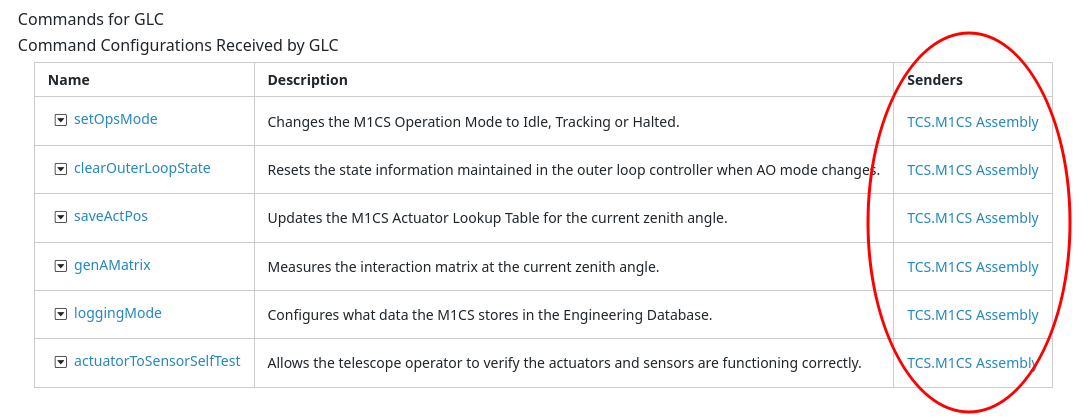 Commands for GLC
Command Configurations Received by GLC
Name Description Senders
setOpsMode Changes the M1CS Operation Mode to Idle, Tracking or Halted. TCS.M1CS Assembly
clearOuterLoopState Resets the state information maintained in the outer loop controller when AO mode changes. TCS.M1CS Assembly
saveActPos Updates the M1CS Actuator Lookup Table for the current zenith angle. TCS.M1CS Assembly
genAMatrix Measures the interaction matrix at the current zenith angle. TCS.M1CS Assembly
loggingMode Configures what data the M1CS stores in the Engineering Database. TCS.M1CS Assembly
actuatorToSensorSelfTest Allows the telescope operator to verify the actuators and sensors are functioning correctly. TCS.M1CS Assembly